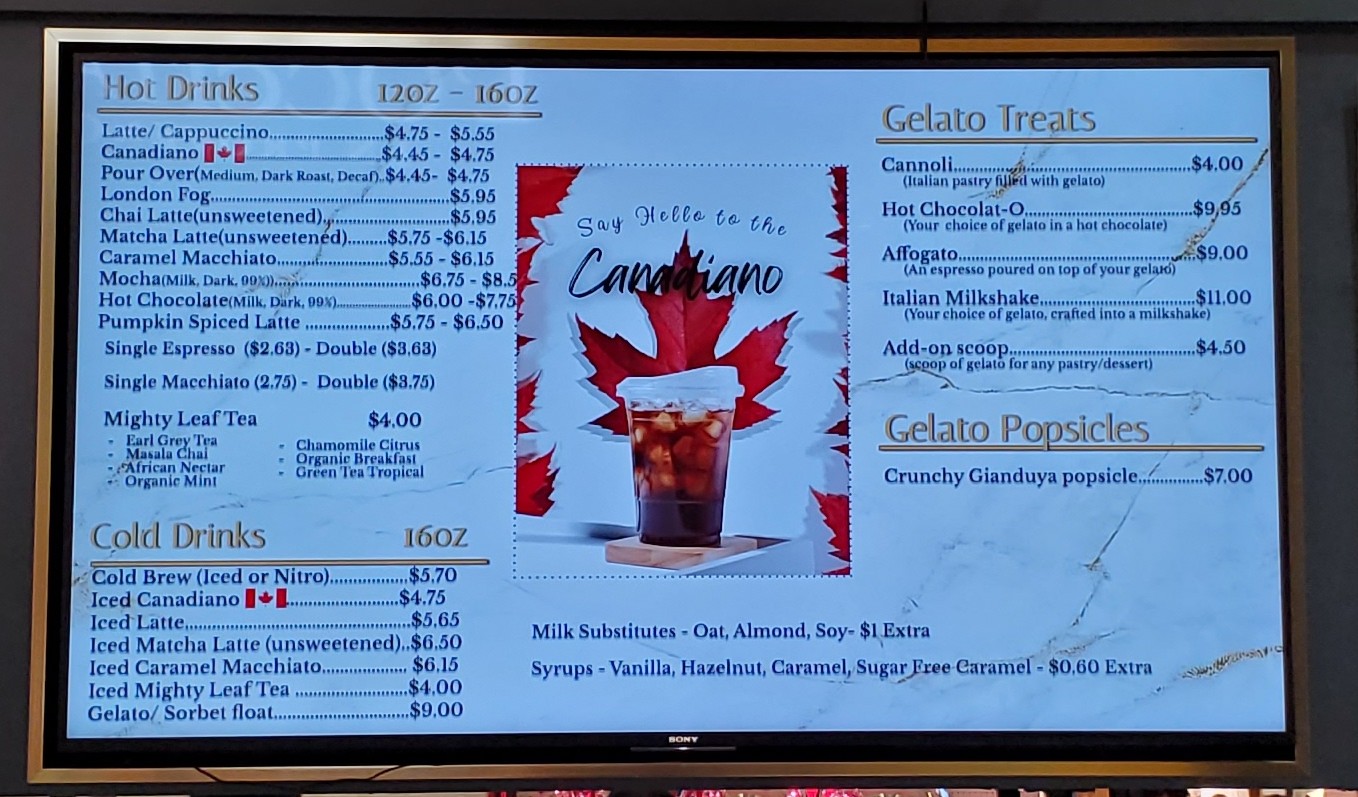 Hot Drinks 12OZ - 16OZ
Latte/ Cappuccino...........................$4.75 - $5.55
Canadiano ...........................$4.45 - $4.75
Pour Over(Medium, Dark Roast, Decaf)..$4.45- $4.75
London Fog...........................$5.95
Chai Latte(unsweetened)...........................$5.95
Matcha Latte(unsweetened).........$5.75 -$6.15
Caramel Macchiato...........................$5.55 - $6.15
Mocha(Milk, Dark, 99%))...........................$6.75 - $8.5
Hot Chocolate(Milk, Dark, 99%)...........................$6.00 -$7.75
Pumpkin Spiced Latte ....................$5.75 - $6.50
Single Espresso ($2.63) - Double ($3.63)
Single Macchiato (2.75) - Double ($3.75)
Mighty Leaf Tea $4.00
- Earl Grey Tea
- Masala Chai
- African Nectar
- Organic Mint
- Chamomile Citrus
- Organic Breakfast
- Green Tea Tropical
Cold Drinks 16OZ
Cold Brew (Iced or Nitro)..................$5.70
Iced Canadiano ...........................$4.75
Iced Latte...........................$5.65
Iced Matcha Latte (unsweetened)..$6.50
Iced Caramel Macchiato.................... $6.15
Iced Mighty Leaf Tea ...........................$4.00
Gelato/ Sorbet float...........................$9.00
Say Hello to the
Canadiano
Gelato Treats
Cannoli...........................$4.00
(Italian pastry filled with gelato)
Hot Chocolat-O...........................$9.95
(Your choice of gelato in a hot chocolate)
Affogato...........................$9.00
(An espresso poured on top of your gelato)
Italian Milkshake...........................$11.00
(Your choice of gelato, crafted into a milkshake)
Add-on scoop...........................$4.50
(scoop of gelato for any pastry/dessert)
Gelato Popsicles
Crunchy Gianduya popsicle...............$7.00
Milk Substitutes - Oat, Almond, Soy- $1 Extra
Syrups - Vanilla, Hazelnut, Caramel, Sugar Free Caramel - $0.60 Extra
SONY